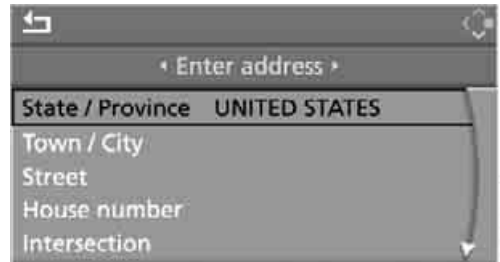 Enter address
State / Province UNITED STATES
Town / City
Street
House number
Intersection